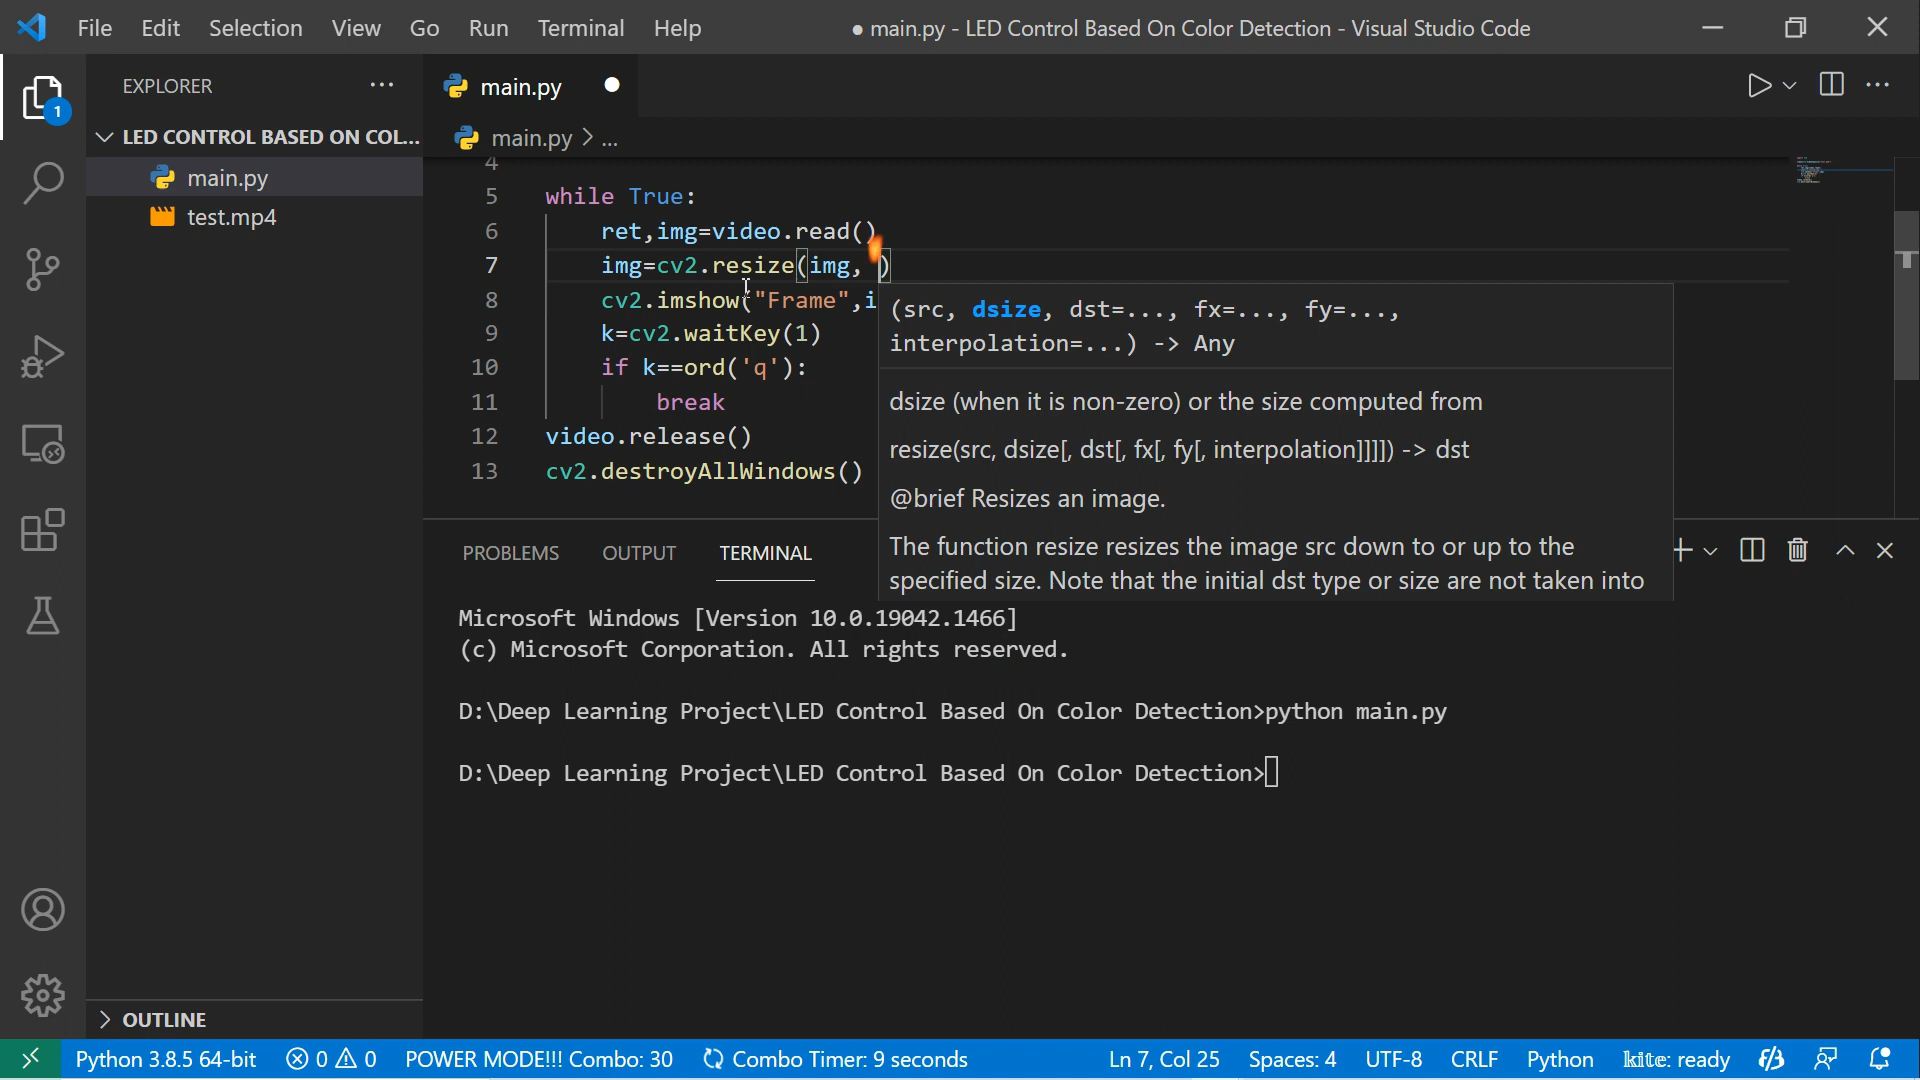 File Edit Selection View Go Run Terminal Help
● main.py - LED Control Based On Color Detection - Visual Studio Code
EXPLORER
main.py
1
LED CONTROL BASED ON COL...
main.py > ...
main.py
test.mp4
4
5 while True:
6 ret,img=video.read()
7 img=cv2.resize(img, )
8 cv2.imshow("Frame",i
9 k=cv2.waitKey(1)
10 if k==ord('q'):
11 break
12 video.release()
13 cv2.destroyAllWindows()
(src, dsize, dst=..., fx=..., fy=...,
interpolation=...) -> Any
dsize (when it is non-zero) or the size computed from
resize(src, dsize[, dst[, fx[, fy[, interpolation]]]]) -> dst
@brief Resizes an image.
The function resize resizes the image src down to or up to the
specified size. Note that the initial dst type or size are not taken into
PROBLEMS OUTPUT TERMINAL
Microsoft Windows [Version 10.0.19042.1466]
(c) Microsoft Corporation. All rights reserved.
D:\Deep Learning Project\LED Control Based On Color Detection>python main.py
D:\Deep Learning Project\LED Control Based On Color Detection>
OUTLINE
Python 3.8.5 64-bit 0 0 POWER MODE!!! Combo: 30 Combo Timer: 9 seconds Ln 7, Col 25 Spaces: 4 UTF-8 CRLF Python kite: ready